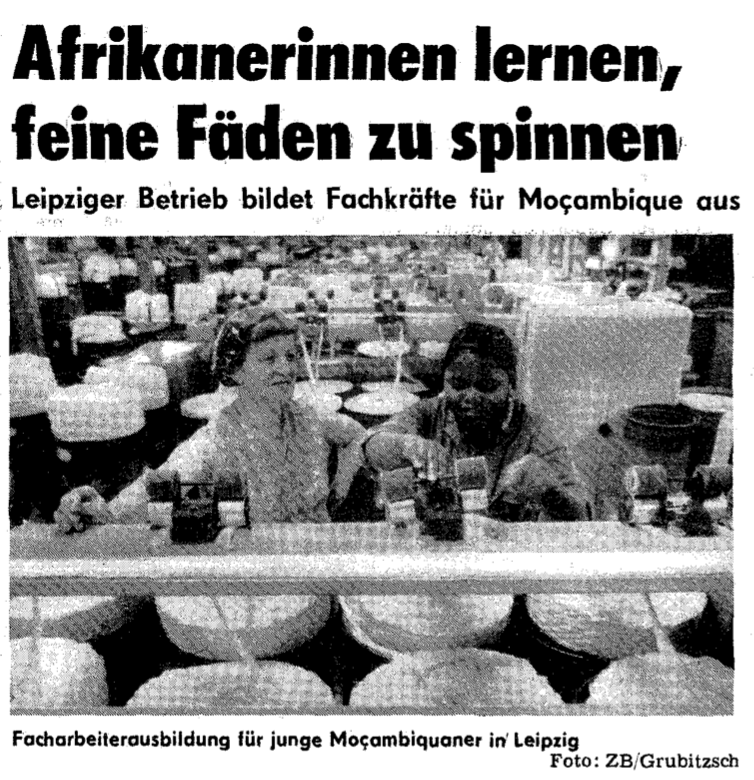 Afrikanerinnen lernen,
feine Fäden zu spinnen
Leipziger Betrieb bildet Fachkräfte für Moçambique aus
Facharbeiterausbildung für junge Moçambiquaner in Leipzig
Foto: ZB/Grubitzsch